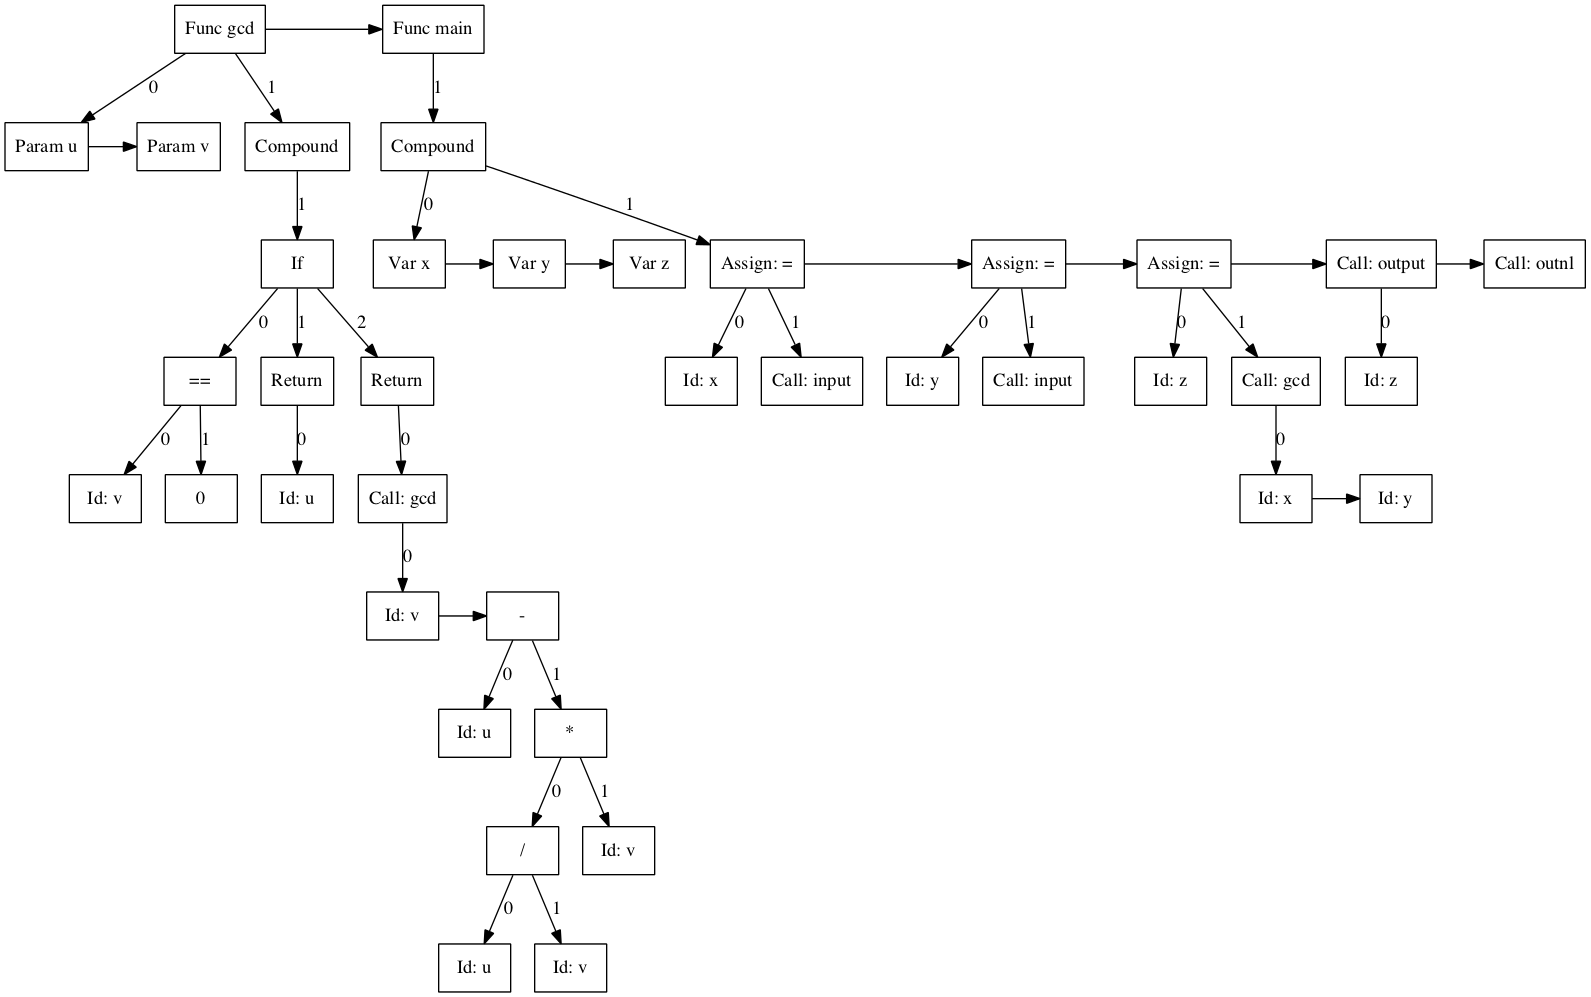 Func gcd
Func main
0
1
1
Param u
Param v
Compound
Compound
1
0
1
If
Var x
Var y
Var z
Assign: =
Assign: =
Assign: =
Call: output
Call: outnl
0
1
2
0
1
0
1
0
1
0
==
Return
Return
Id: x
Call: input
Id: y
Call: input
Id: z
Call: gcd
Id: z
0
1
0
0
0
Id: v
0
Id: u
Call: gcd
Id: x
Id: y
0
Id: v
-
0
1
Id: u
*
0
1
/
Id: v
0
1
Id: u
Id: v